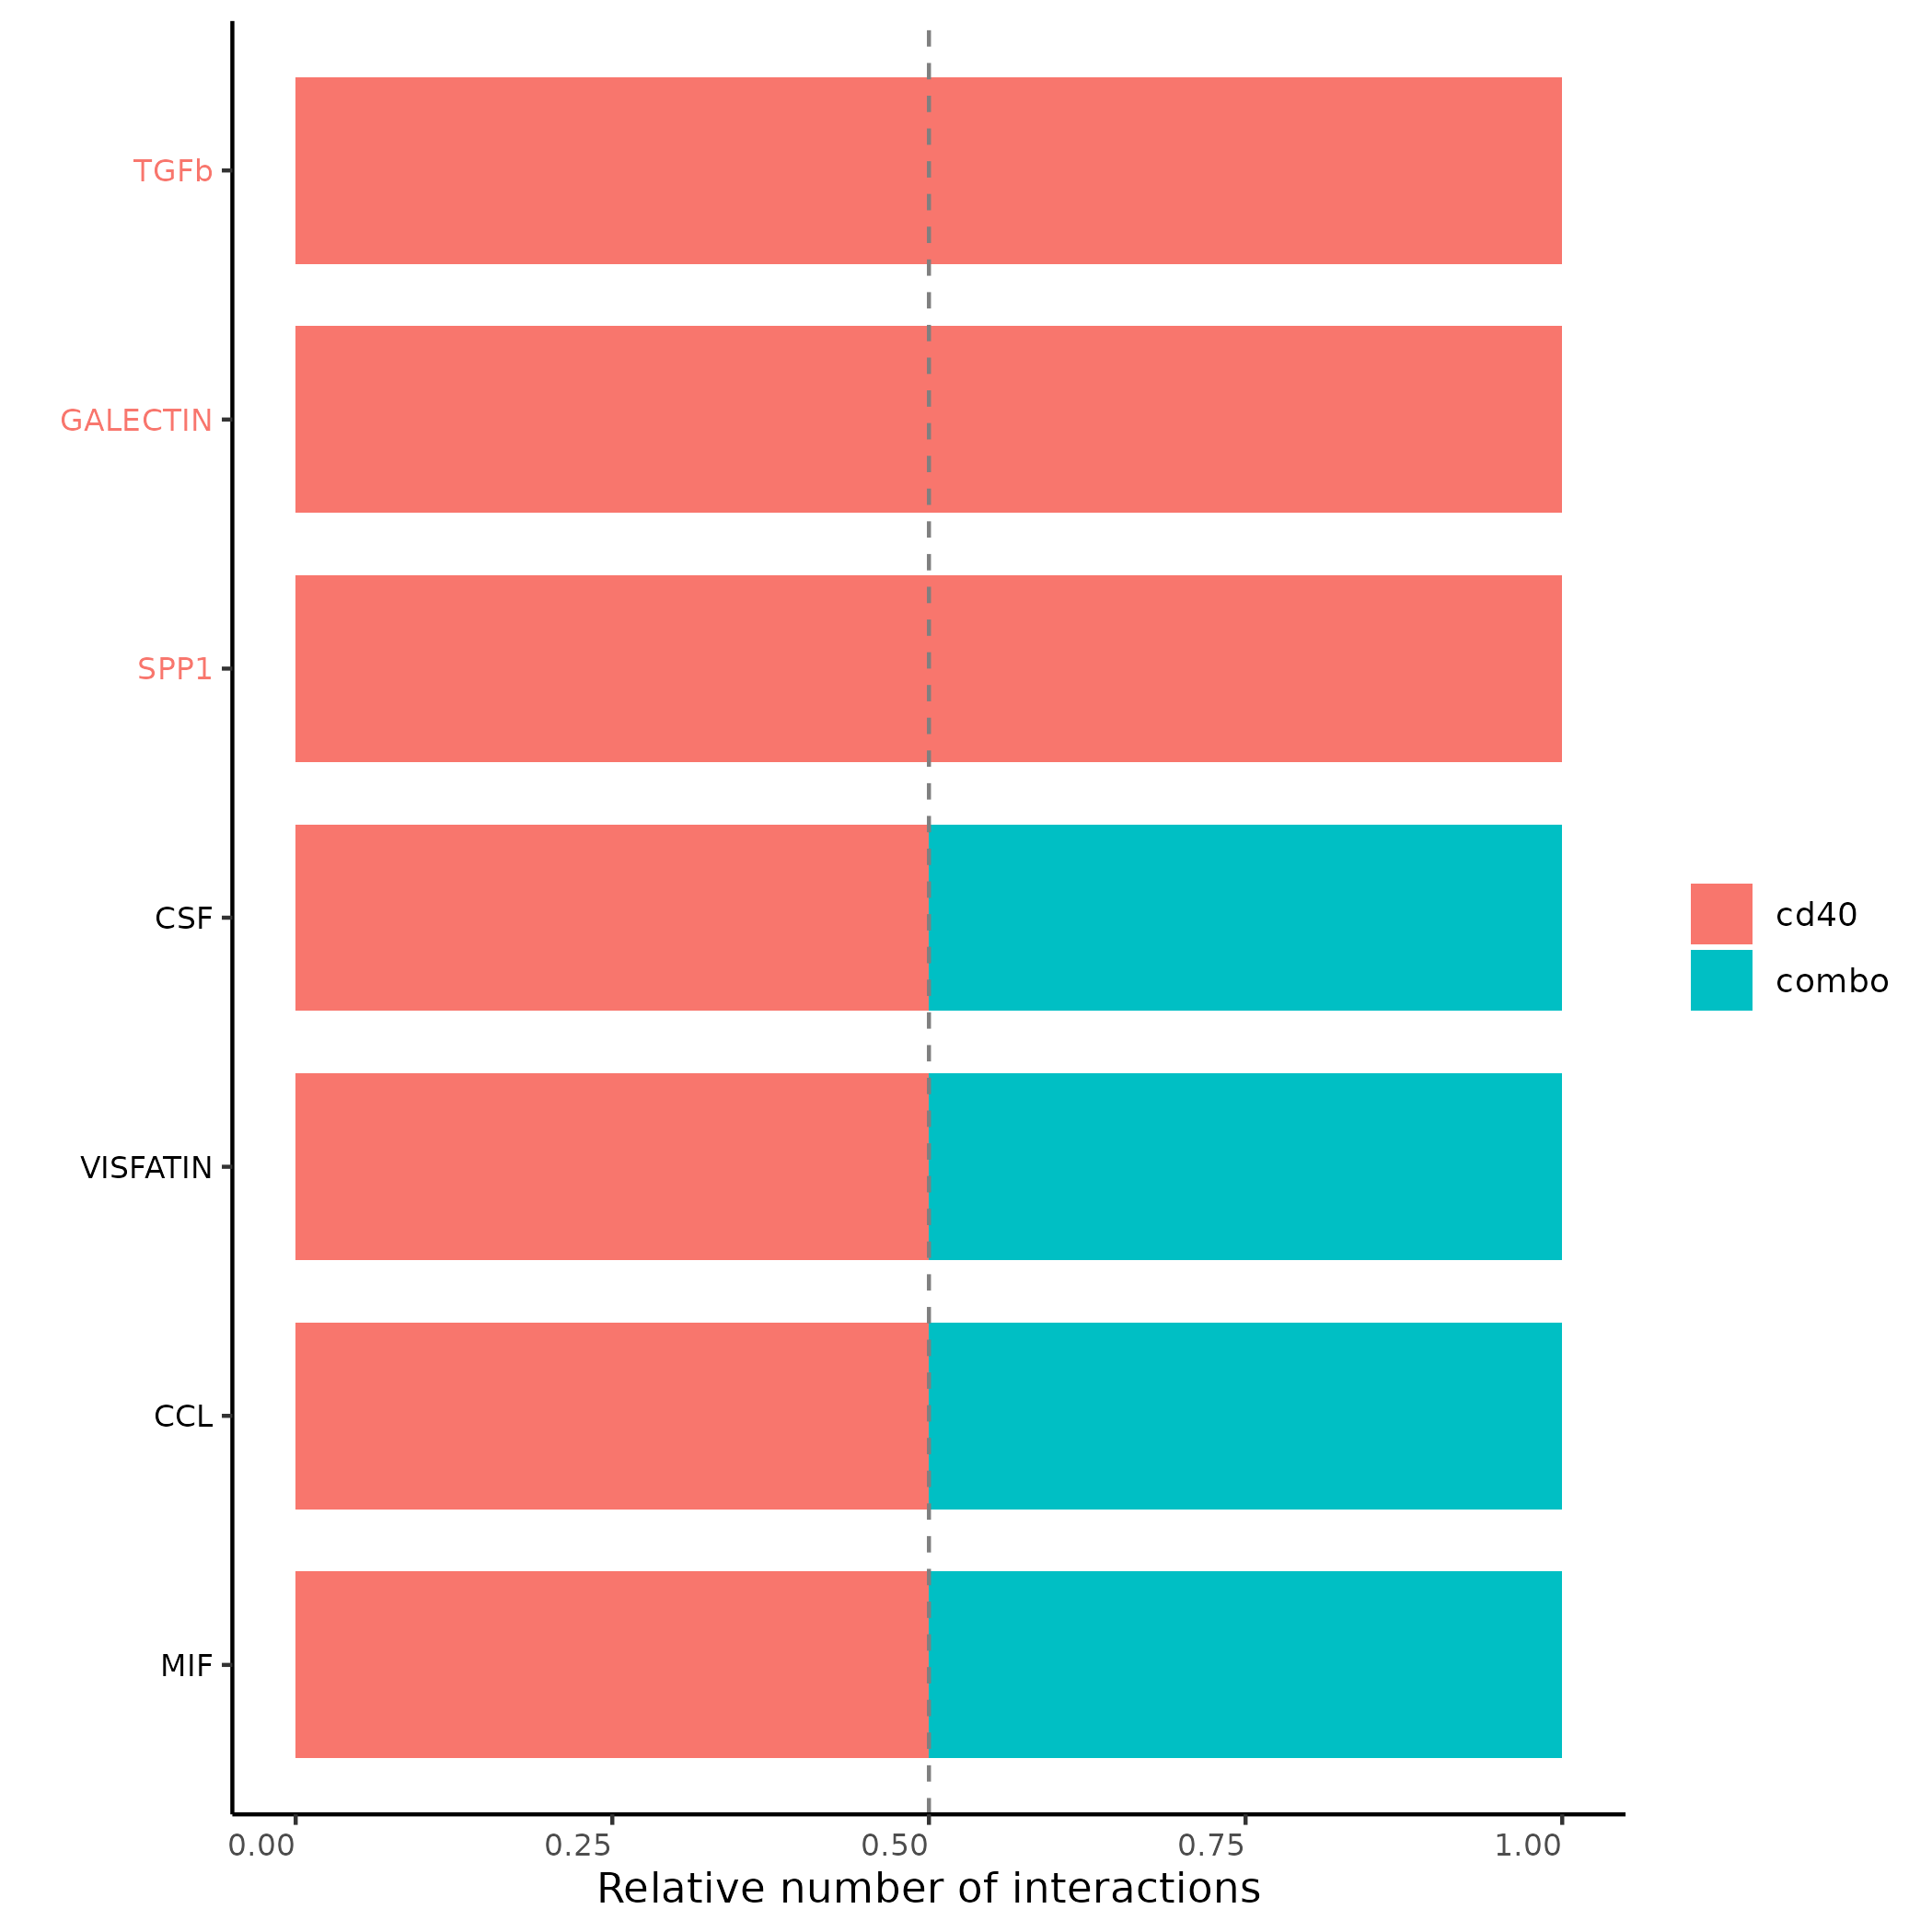 TGFb
GALECTIN
SPP1
CSF
VISFATIN
CCL
MIF
cd40
combo
0.00 0.25 0.50 0.75 1.00
Relative number of interactions